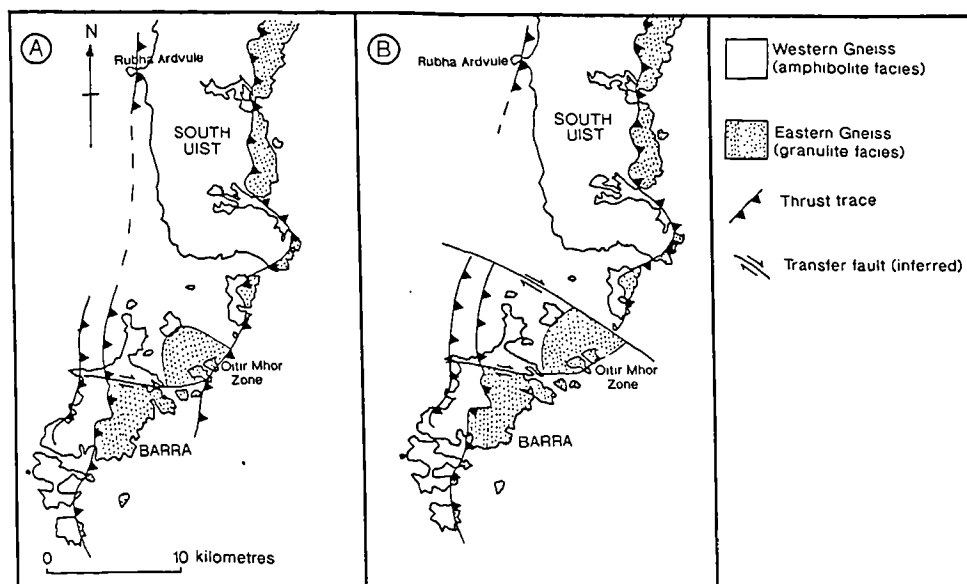 A
N
Rubha Ardvule
SOUTH
UIST
Oitir Mhor
Zone
BARRA
0 10 kilometres
B
Rubha Ardvule
SOUTH
UIST
Oitir Mhor
Zone
BARRA
Western Gneiss
(amphibolite facies)
Eastern Gneiss
(granulite facies)
Thrust trace
Transfer fault (inferred)